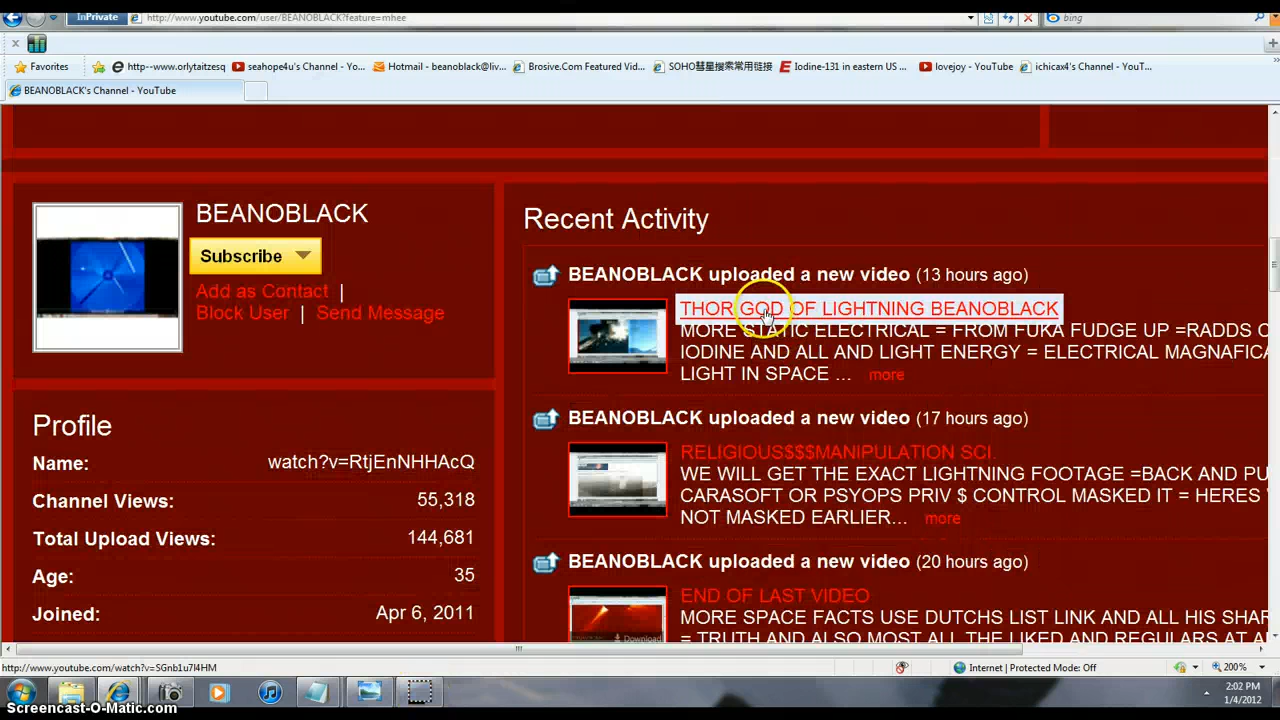 InPrivate http://www.youtube.com/user/BEANOBLACK?feature=mhee bing
Favorites http--www.orlytaitzesq seahope4u's Channel - Yo... Hotmail - beanoblack@liv... Brosive.Com Featured Vid... SOHO彗星搜索常用链接 Iodine-131 in eastern US ... lovejoy - YouTube ichicax4's Channel - YouT...
BEANOBLACK's Channel - YouTube
BEANOBLACK
Subscribe
Add as Contact |
Block User | Send Message
Profile
Name: watch?v=RtjEnNHHAcQ
Channel Views: 55,318
Total Upload Views: 144,681
Age: 35
Joined: Apr 6, 2011
Recent Activity
BEANOBLACK uploaded a new video (13 hours ago)
THOR GOD OF LIGHTNING BEANOBLACK
MORE STATIC ELECTRICAL = FROM FUKA FUDGE UP =RADDS
IODINE AND ALL AND LIGHT ENERGY = ELECTRICAL MAGNIFICA
LIGHT IN SPACE ... more
BEANOBLACK uploaded a new video (17 hours ago)
RELIGIOUS$$$MANIPULATION SCI.
WE WILL GET THE EXACT LIGHTNING FOOTAGE =BACK AND PU
CARASOFT OR PSYOPS PRIV $ CONTROL MASKED IT = HERES
NOT MASKED EARLIER... more
BEANOBLACK uploaded a new video (20 hours ago)
END OF LAST VIDEO
MORE SPACE FACTS USE DUTCHS LIST LINK AND ALL HIS SHAR
= TRUTH AND ALSO MOST ALL THE LIKED AND REGULARS AT
Download
http://www.youtube.com/watch?v=SGnb1u7l4HM Internet | Protected Mode: Off 200%
2:02 PM
1/4/2012
Screencast-O-Matic.com